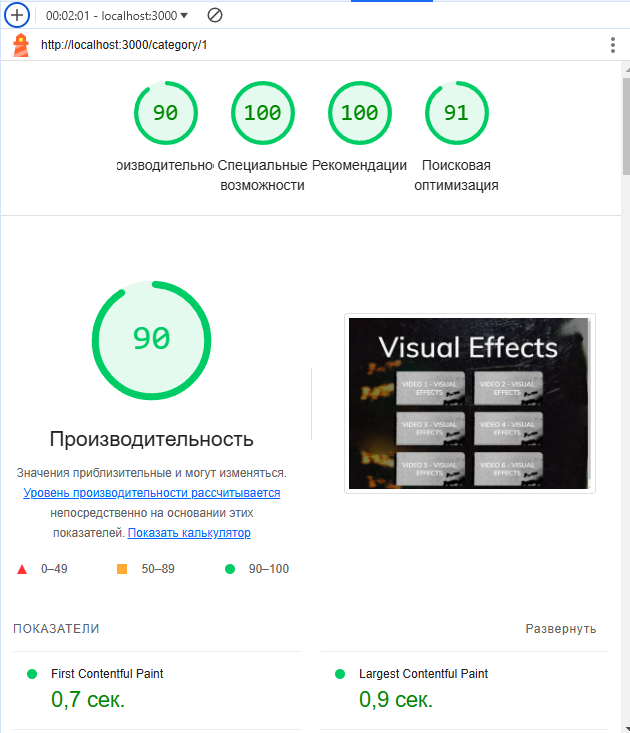 00:02:01 - localhost:3000
http://localhost:3000/category/1
90
100
100
91
оизводительно
Специальные возможности
Рекомендации
Поисковая оптимизация
90
Производительность
Значения приблизительные и могут изменяться.
Уровень производительности рассчитывается
непосредственно на основании этих
показателей. Показать калькулятор
0–49
50–89
90–100
Visual Effects
VIDEO 1 - VISUAL EFFECTS
VIDEO 2 - VISUAL EFFECTS
VIDEO 3 - VISUAL EFFECTS
VIDEO 4 - VISUAL EFFECTS
VIDEO 5 - VISUAL EFFECTS
VIDEO 6 - VISUAL EFFECTS
ПОКАЗАТЕЛИ
Развернуть
First Contentful Paint
0,7 сек.
Largest Contentful Paint
0,9 сек.